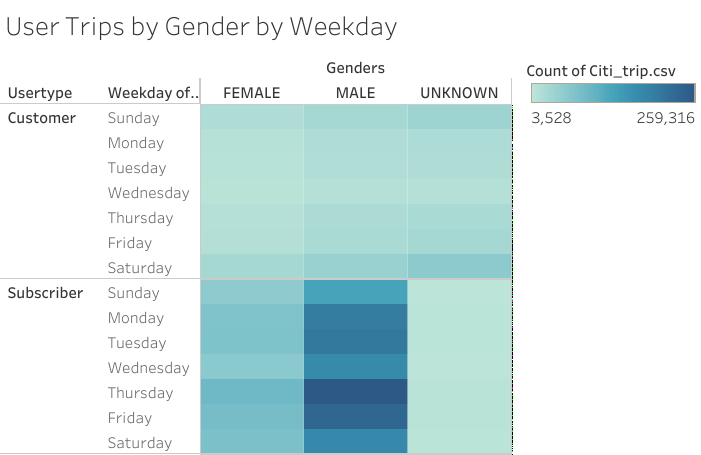 User Trips by Gender by Weekday
Genders
Usertype Weekday of.. FEMALE MALE UNKNOWN
Customer Sunday
Monday
Tuesday
Wednesday
Thursday
Friday
Saturday
Subscriber Sunday
Monday
Tuesday
Wednesday
Thursday
Friday
Saturday
Count of Citi_trip.csv
3,528 259,316